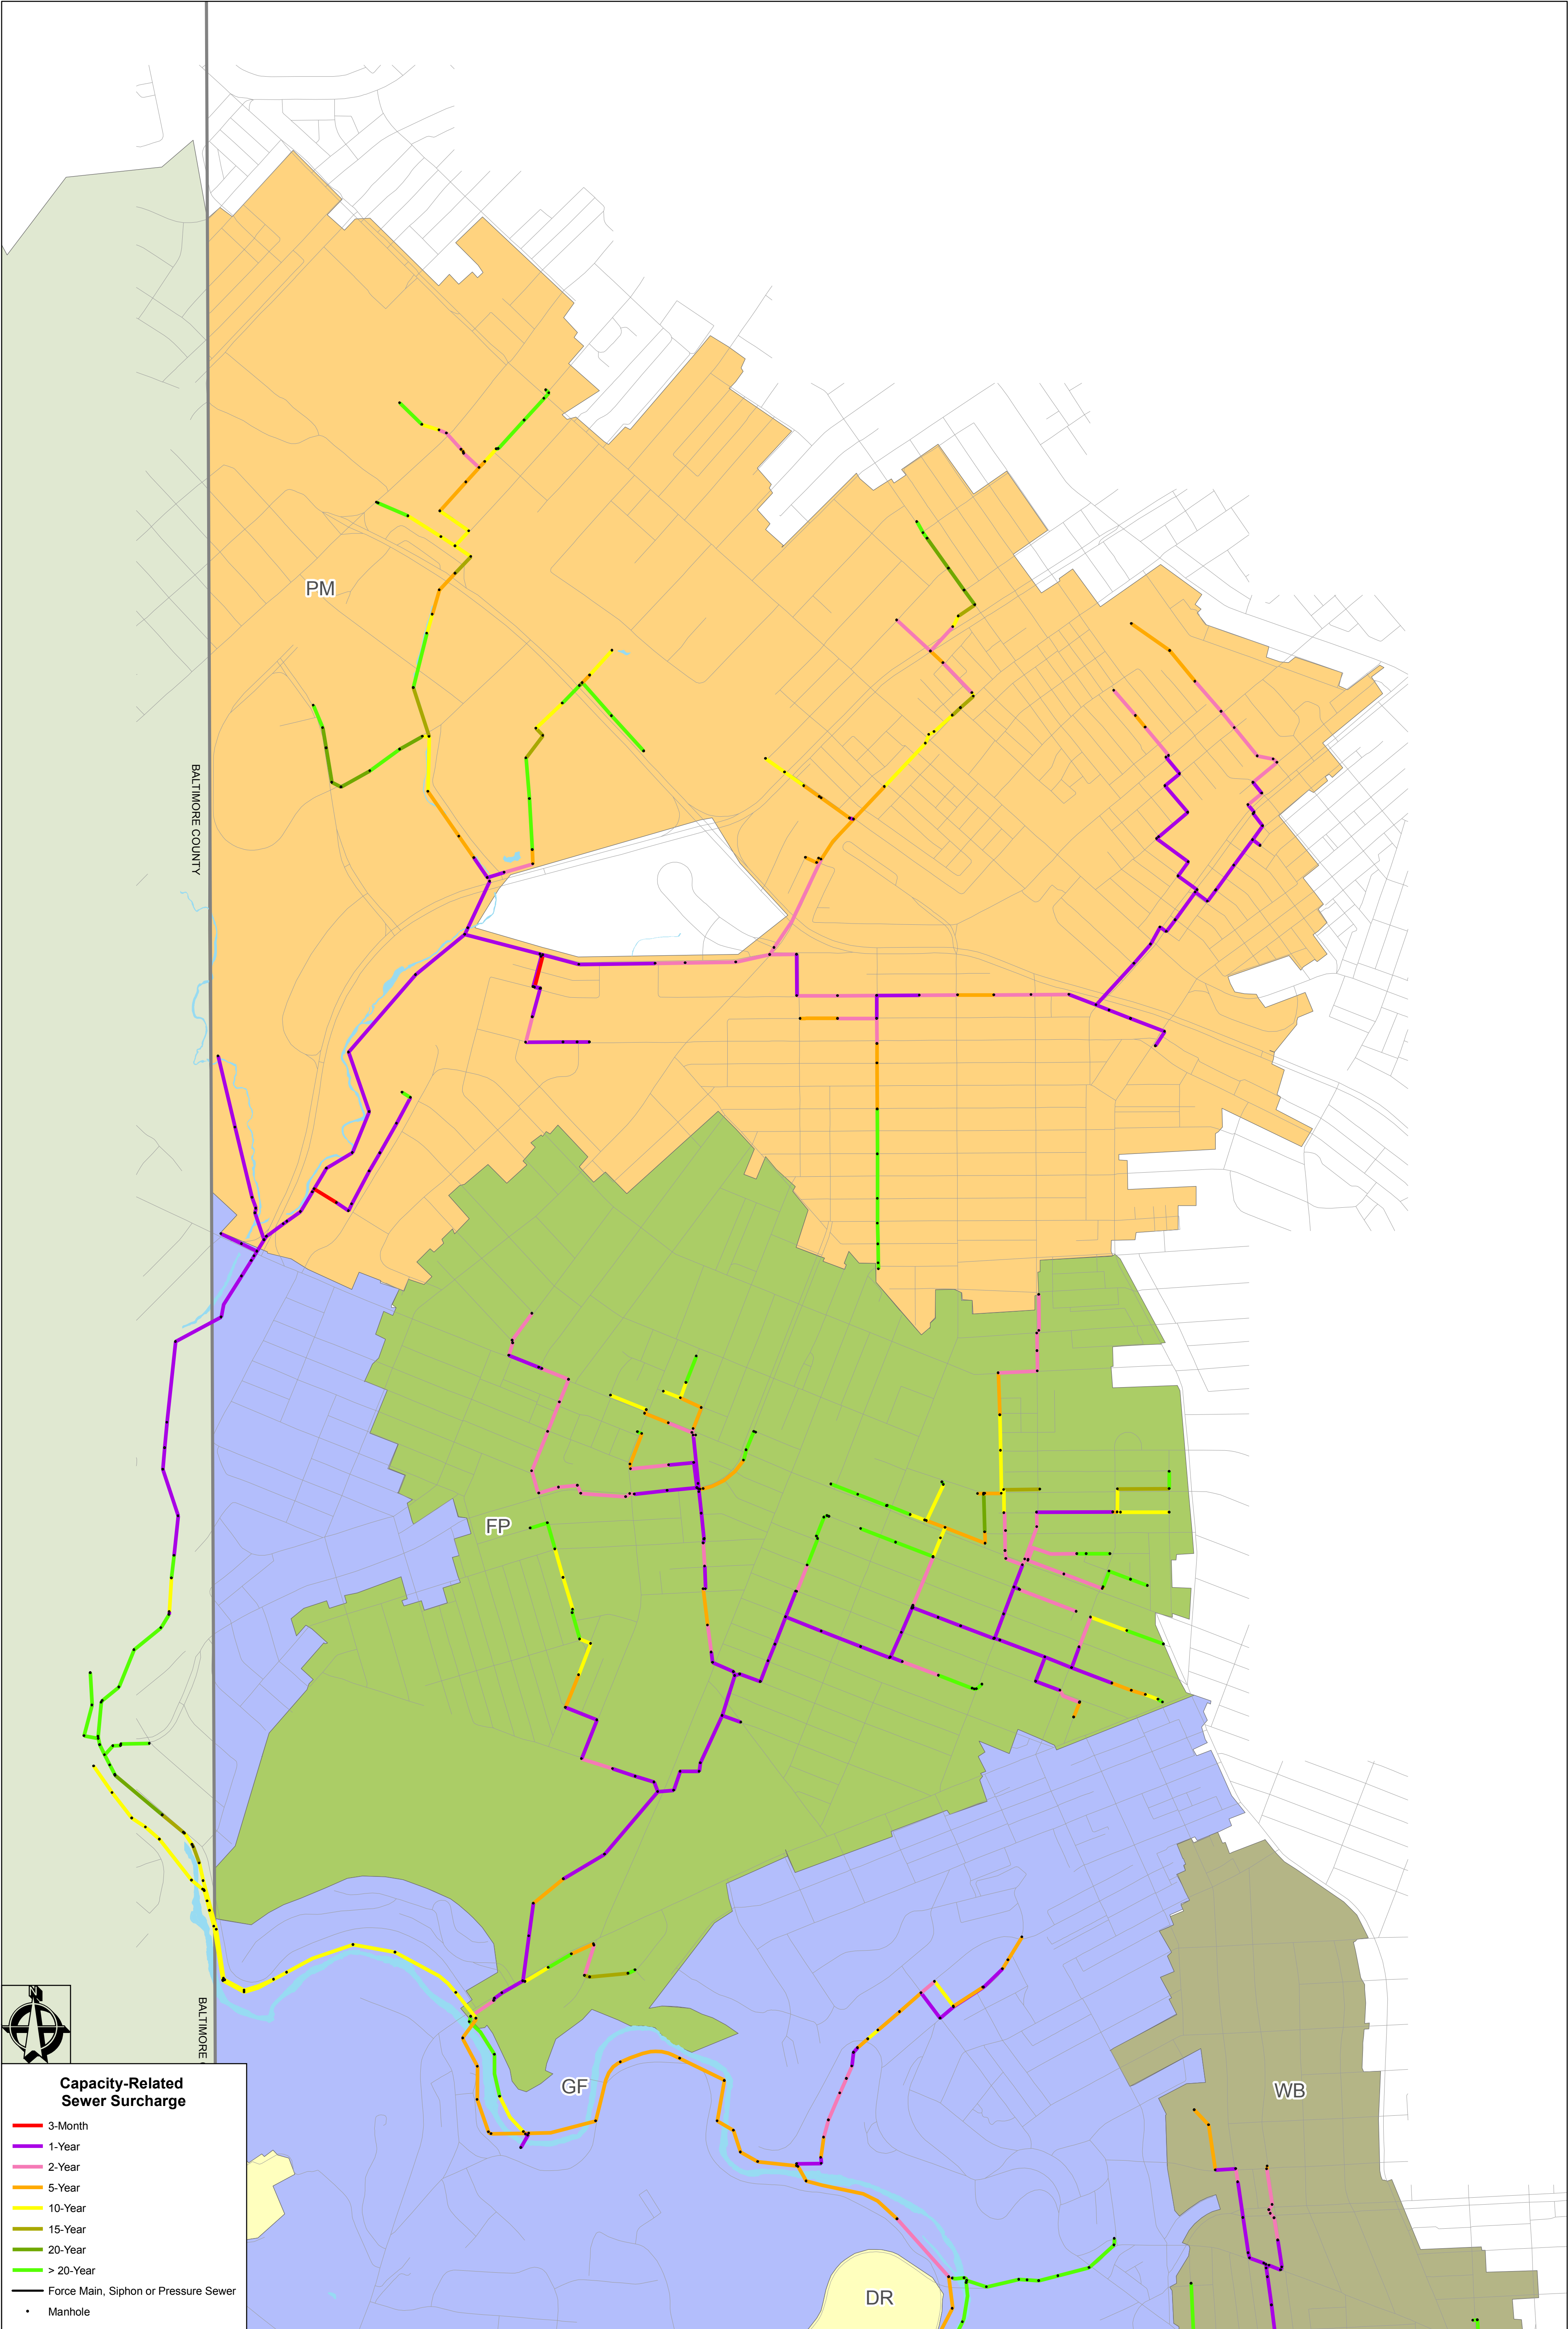 PM
BALTIMORE COUNTY
FP
BALTIMORE C
N
GF
WB
DR
Capacity-Related
Sewer Surcharge
3-Month
1-Year
2-Year
5-Year
10-Year
15-Year
20-Year
> 20-Year
Force Main, Siphon or Pressure Sewer
Manhole